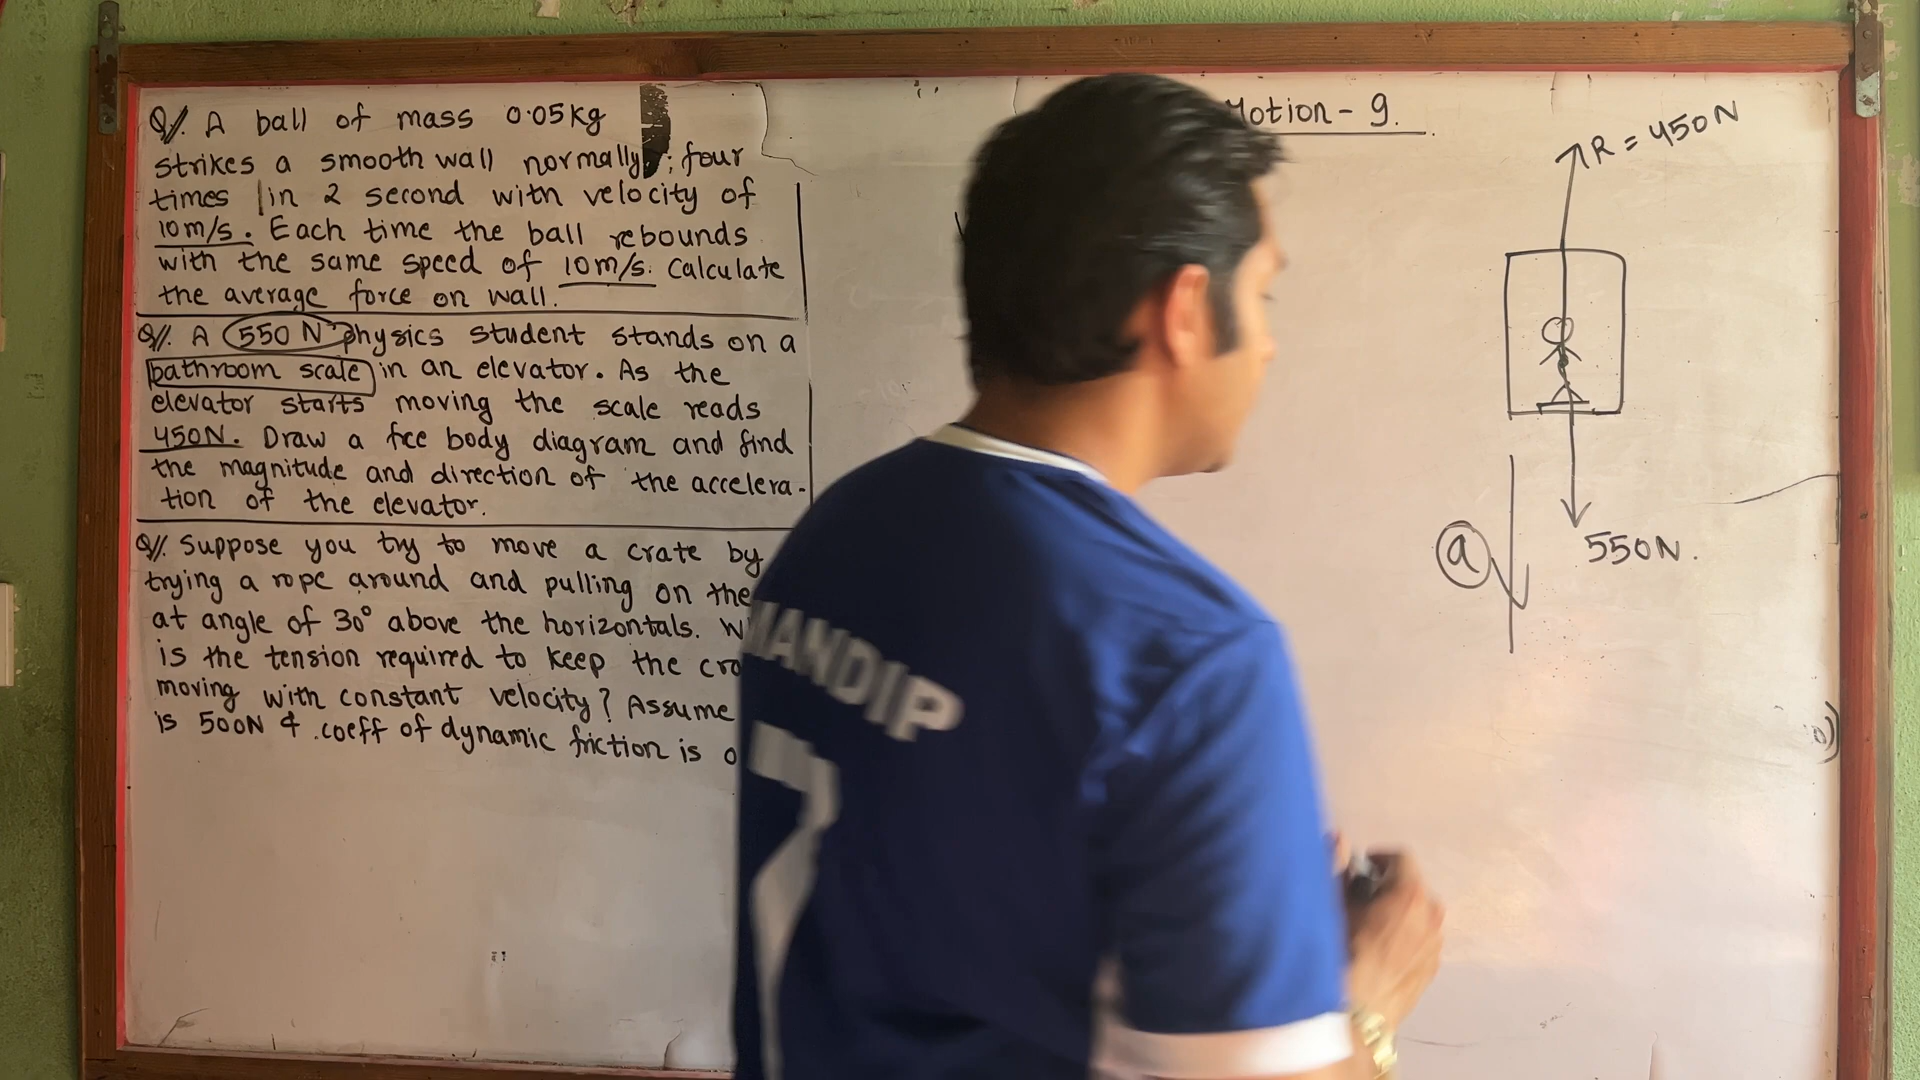 Q//. A ball of mass 0.05kg
strikes a smooth wall normally; four
times in 2 second with velocity of
10m/s. Each time the ball rebounds
with the same speed of 10m/s. Calculate
the average force on wall.
Q//. A 550 N physics student stands on a
bathroom scale in an elevator. As the
elevator starts moving the scale reads
450N. Draw a fee body diagram and find
the magnitude and direction of the accelera-
tion of the elevator.
Q//. Suppose you try to move a crate by
trying a rope around and pulling on the
at angle of 30° above the horizontals.
is the tension required to keep the
moving with constant velocity? Assume
is 500N & .coeff of dynamic friction is
Motion - 9.
R = 450N
550N.
a
MANDIP
7